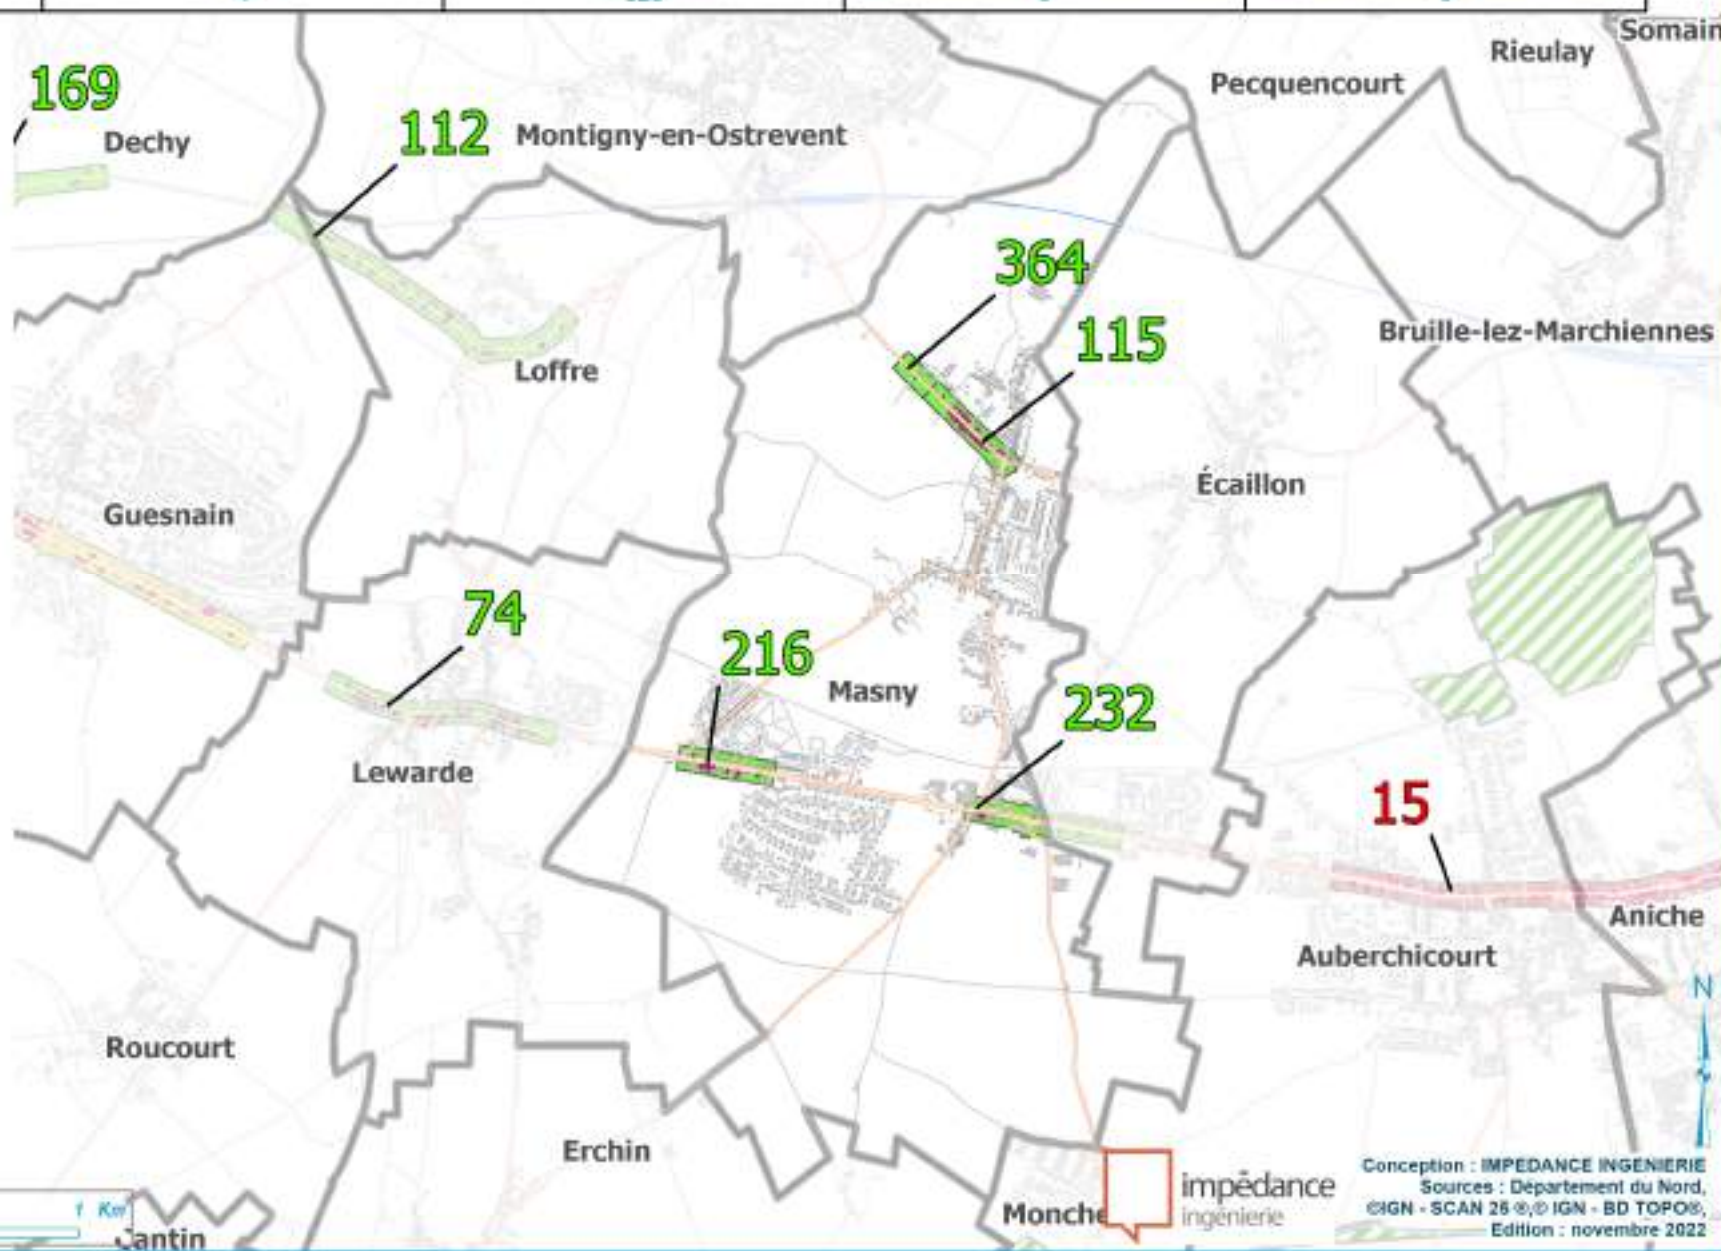 Somain
Rieulay
Pecquencourt
169
Dechy
112
Montigny-en-Ostrevent
364
115
Bruille-lez-Marchiennes
Loffre
Écaillon
Guesnain
74
216
Masny
232
Lewarde
15
Aniche
Auberchicourt
N
Roucourt
Erchin
Conception : IMPEDANCE INGENIERIE
Sources : Département du Nord,
©IGN - SCAN 25 ®,© IGN - BD TOPO®,
Edition : novembre 2022
impédance
ingénierie
Monche
1 Km
Cantin